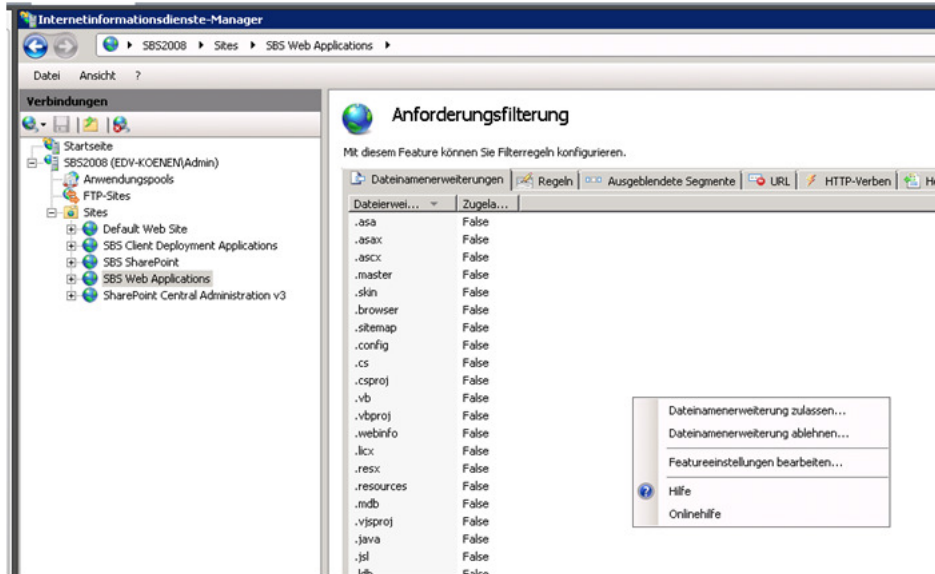 Internetinformationsdienste-Manager
SBS2008 Sites SBS Web Applications
Datei Ansicht ?
Verbindungen
Startseite
SBS2008 (EDV-KOENEN\Admin)
Anwendungspools
FTP-Sites
Sites
Default Web Site
SBS Client Deployment Applications
SBS SharePoint
SBS Web Applications
SharePoint Central Administration v3
Anforderungsfilterung
Mit diesem Feature können Sie Filterregeln konfigurieren.
Dateinamenerweiterungen Regeln Ausgeblendete Segmente URL HTTP-Verben
Dateierwei... Zugela...
.asa False
.asax False
.ascx False
.master False
.skin False
.browser False
.sitemap False
.config False
.cs False
.csproj False
.vb False
.vbproj False
.webinfo False
.licx False
.resx False
.resources False
.mdb False
.vjsproj False
.java False
.jsl False
Dateinamenerweiterung zulassen...
Dateinamenerweiterung ablehnen...
Featureeinstellungen bearbeiten...
Hilfe
Onlinehilfe